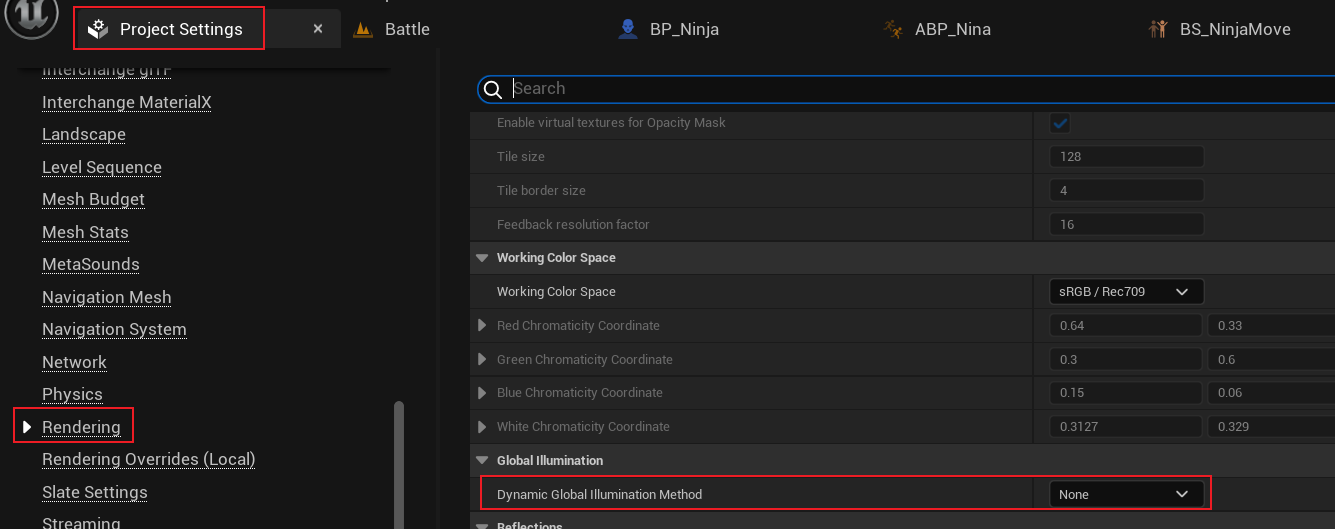 Project Settings
Battle
BP_Ninja
ABP_Nina
BS_NinjaMove
Interchange glTF
Interchange MaterialX
Landscape
Level Sequence
Mesh Budget
Mesh Stats
MetaSounds
Navigation Mesh
Navigation System
Network
Physics
Rendering
Rendering Overrides (Local)
Slate Settings
Streaming
Search
Enable virtual textures for Opacity Mask
Tile size 128
Tile border size 4
Feedback resolution factor 16
Working Color Space
Working Color Space sRGB / Rec709
Red Chromaticity Coordinate 0.64 0.33
Green Chromaticity Coordinate 0.3 0.6
Blue Chromaticity Coordinate 0.15 0.06
White Chromaticity Coordinate 0.3127 0.329
Global Illumination
Dynamic Global Illumination Method None
Reflections